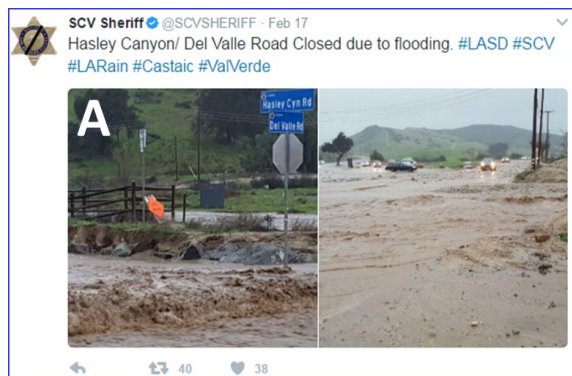 SCV Sheriff @SCVSHERIFF · Feb 17
Hasley Canyon/ Del Valle Road Closed due to flooding. #LASD #SCV
#LARain #Castaic #ValVerde
A
Hasley Cyn Rd
Del Valle Rd
40 38